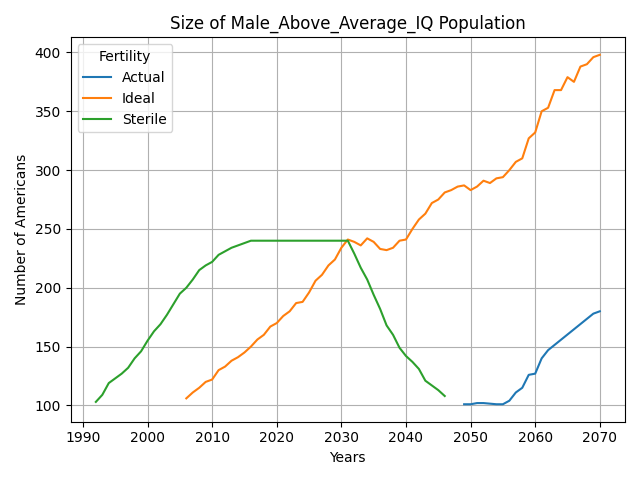 Size of Male_Above_Average_IQ Population
Fertility
Actual
Ideal
Sterile
Number of Americans
400
350
300
250
200
150
100
1990 2000 2010 2020 2030 2040 2050 2060 2070
Years